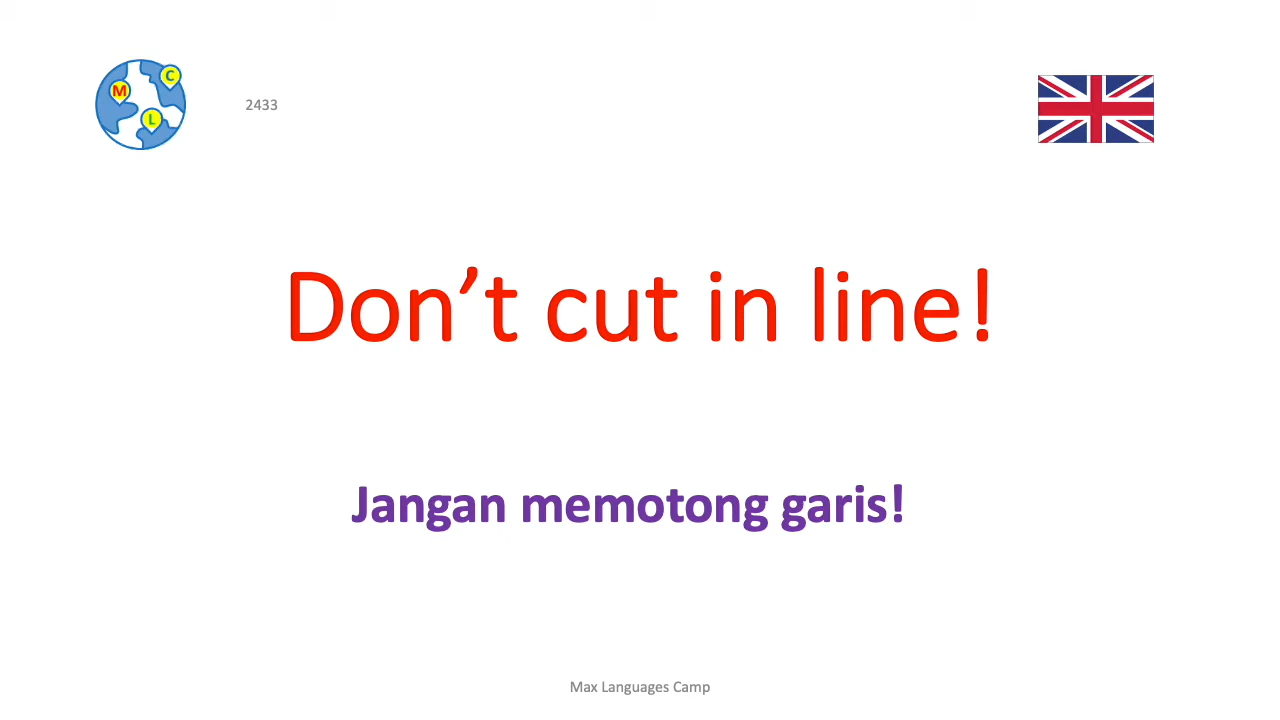 M
C
L
2433
Don’t cut in line!
Jangan memotong garis!
Max Languages Camp